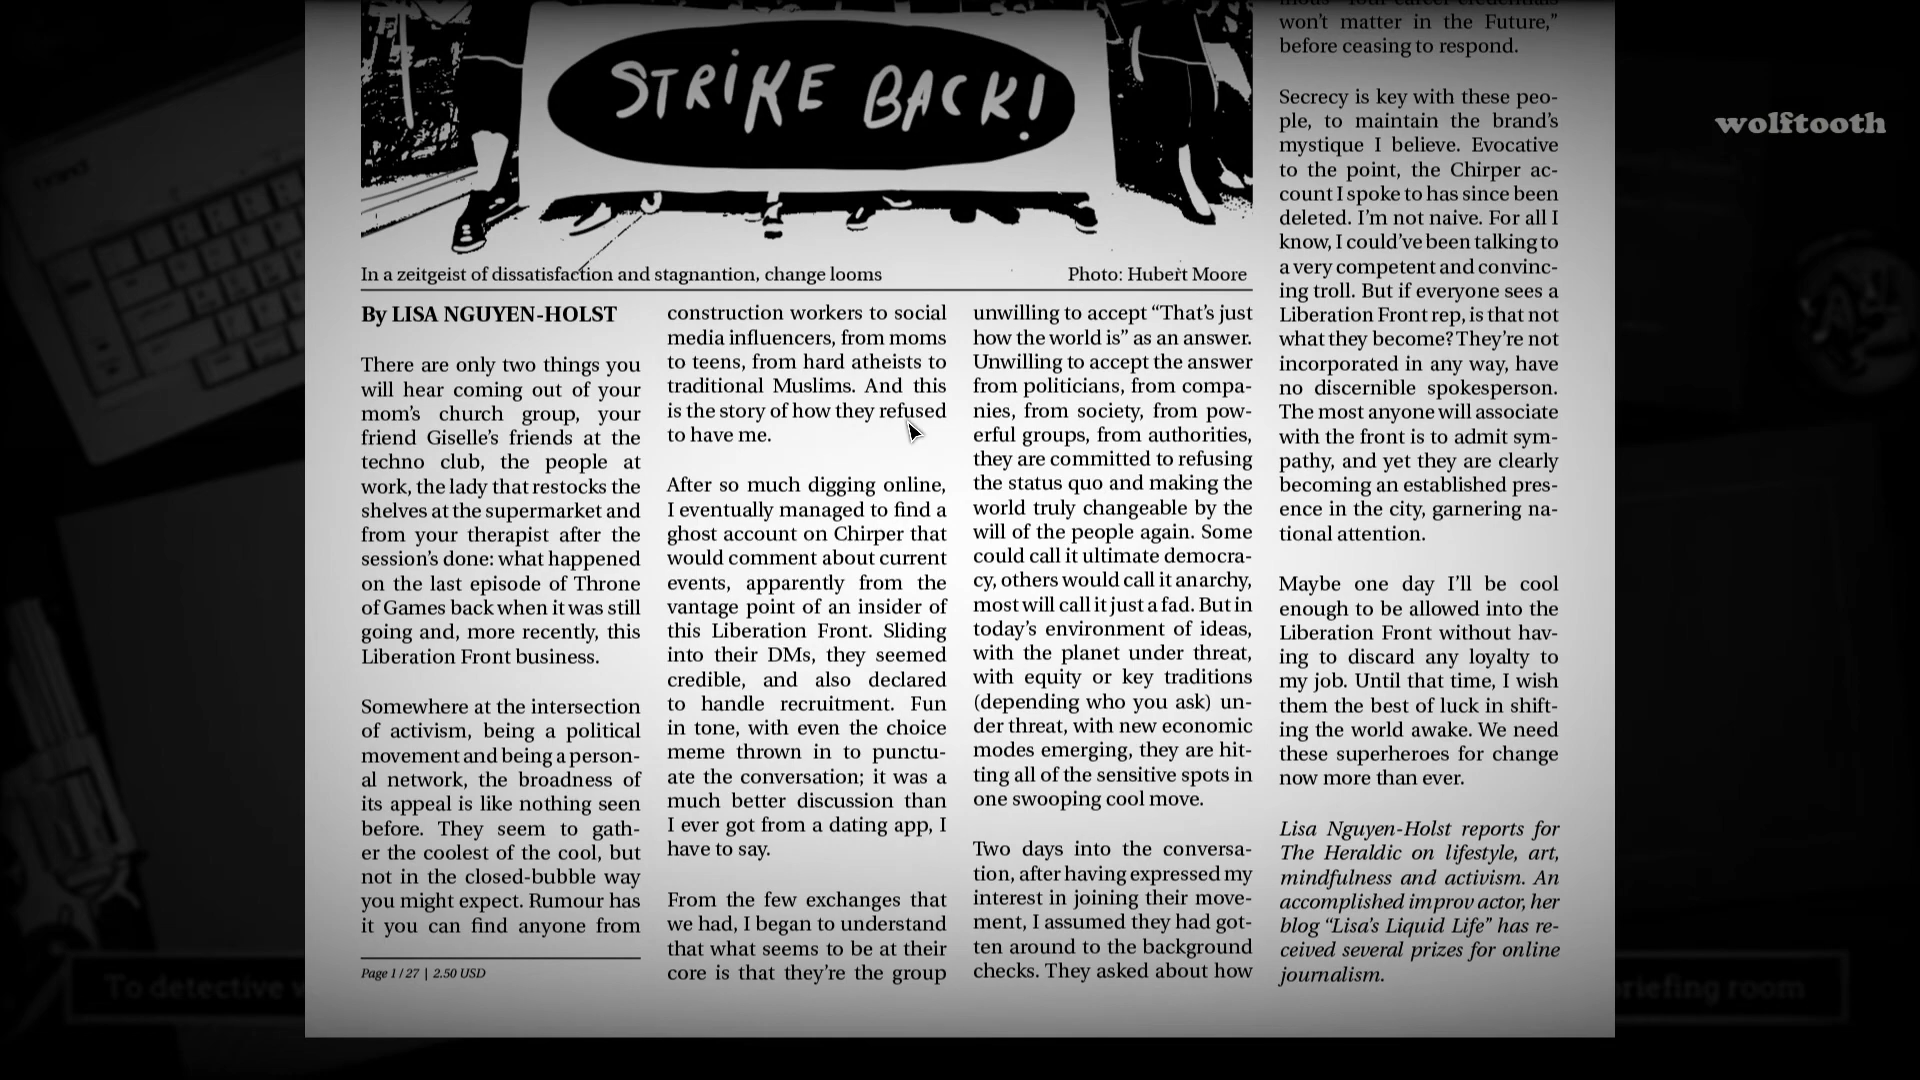 STRIKE BACK!
In a zeitgeist of dissatisfaction and stagnantion, change looms
Photo: Hubert Moore
By LISA NGUYEN-HOLST
There are only two things you
will hear coming out of your
mom's church group, your
friend Giselle's friends at the
techno club, the people at
work, the lady that restocks the
shelves at the supermarket and
from your therapist after the
session's done: what happened
on the last episode of Throne
of Games back when it was still
going and, more recently, this
Liberation Front business.
Somewhere at the intersection
of activism, being a political
movement and being a person-
al network, the broadness of
its appeal is like nothing seen
before. They seem to gath-
er the coolest of the cool, but
not in the closed-bubble way
you might expect. Rumour has
it you can find anyone from
Page 1 / 27 | 2.50 USD
construction workers to social
media influencers, from moms
to teens, from hard atheists to
traditional Muslims. And this
is the story of how they refused
to have me.
After so much digging online,
I eventually managed to find a
ghost account on Chirper that
would comment about current
events, apparently from the
vantage point of an insider of
this Liberation Front. Sliding
into their DMs, they seemed
credible, and also declared
to handle recruitment. Fun
in tone, with even the choice
meme thrown in to punctu-
ate the conversation; it was a
much better discussion than
I ever got from a dating app, I
have to say.
From the few exchanges that
we had, I began to understand
that what seems to be at their
core is that they're the group
unwilling to accept “That's just
how the world is” as an answer.
Unwilling to accept the answer
from politicians, from compa-
nies, from society, from pow-
erful groups, from authorities,
they are committed to refusing
the status quo and making the
world truly changeable by the
will of the people again. Some
could call it ultimate democra-
cy, others would call it anarchy,
most will call it just a fad. But in
today's environment of ideas,
with the planet under threat,
with equity or key traditions
(depending who you ask) un-
der threat, with new economic
modes emerging, they are hit-
ting all of the sensitive spots in
one swooping cool move.
Two days into the conversa-
tion, after having expressed my
interest in joining their move-
ment, I assumed they had got-
ten around to the background
checks. They asked about how
won't matter in the Future,”
before ceasing to respond.
Secrecy is key with these peo-
ple, to maintain the brand's
mystique I believe. Evocative
to the point, the Chirper ac-
count I spoke to has since been
deleted. I'm not naive. For all I
know, I could've been talking to
a very competent and convinc-
ing troll. But if everyone sees a
Liberation Front rep, is that not
what they become? They're not
incorporated in any way, have
no discernible spokesperson.
The most anyone will associate
with the front is to admit sym-
pathy, and yet they are clearly
becoming an established pres-
ence in the city, garnering na-
tional attention.
Maybe one day I'll be cool
enough to be allowed into the
Liberation Front without hav-
ing to discard any loyalty to
my job. Until that time, I wish
them the best of luck in shift-
ing the world awake. We need
these superheroes for change
now more than ever.
Lisa Nguyen-Holst reports for
The Heraldic on lifestyle, art,
mindfulness and activism. An
accomplished improv actor, her
blog “Lisa's Liquid Life” has re-
ceived several prizes for online
journalism.
wolftooth
To detective
briefing room